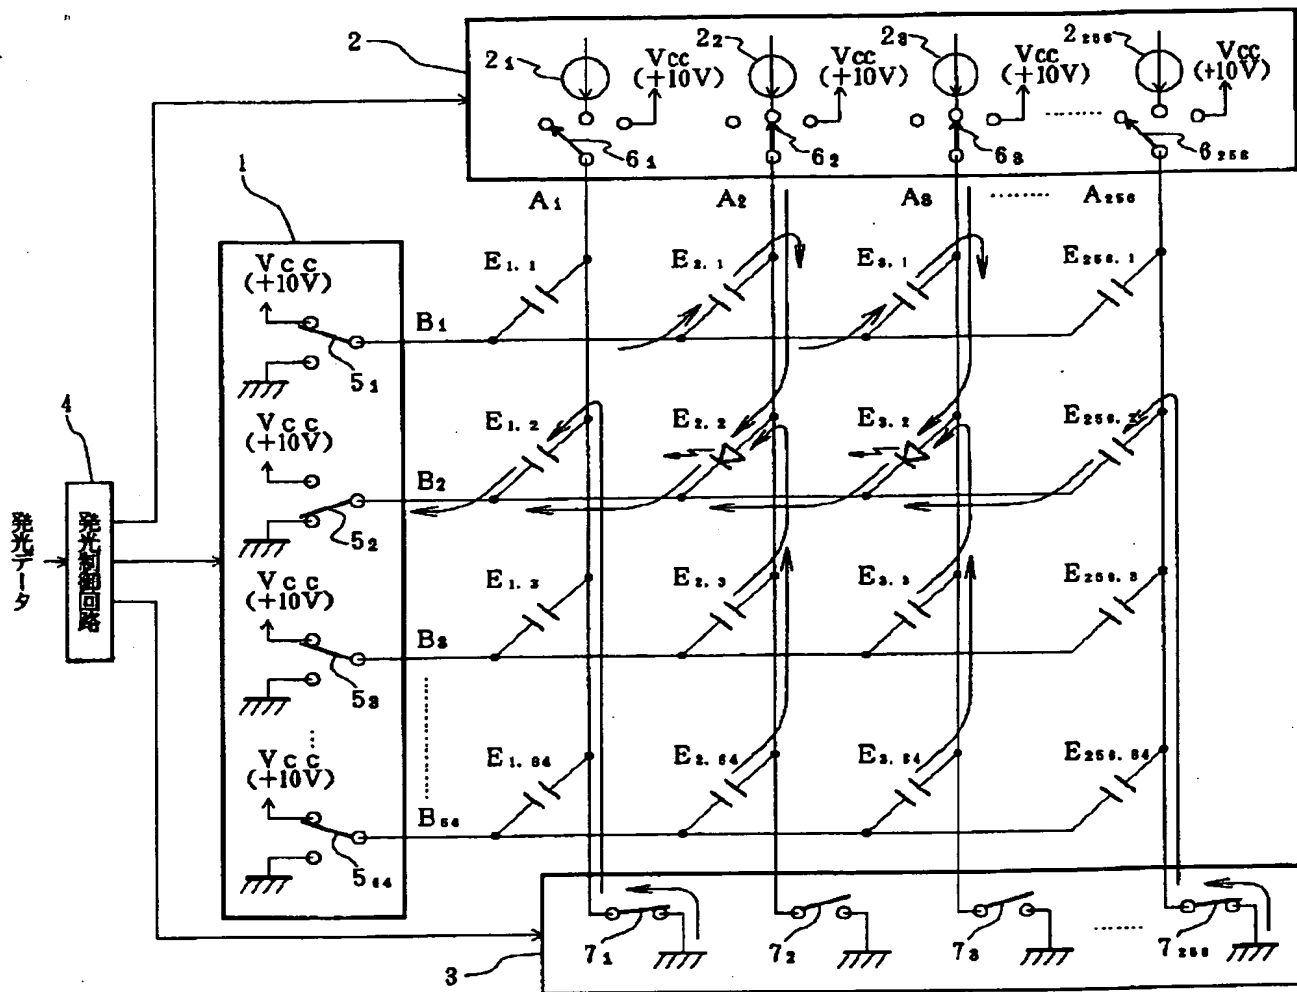 2
2₁
2₂
2₃
2₂₅₆
VCC
(+10V)
VCC
(+10V)
VCC
(+10V)
VCC
(+10V)
6₁
6₂
6₃
6₂₅₆
A₁
A₂
A₃
A₂₅₆
1
VCC
(+10V)
5₁
B₁
E₁.₁
E₂.₁
E₃.₁
E₂₅₆.₁
VCC
(+10V)
5₂
B₂
E₁.₂
E₂.₂
E₃.₂
E₂₅₆.₂
4
発光データ
発光制御回路
VCC
(+10V)
5₃
B₃
E₁.₃
E₂.₃
E₃.₃
E₂₅₆.₃
VCC
(+10V)
5₆₄
B₆₄
E₁.₆₄
E₂.₆₄
E₃.₆₄
E₂₅₆.₆₄
3
7₁
7₂
7₃
7₂₅₆